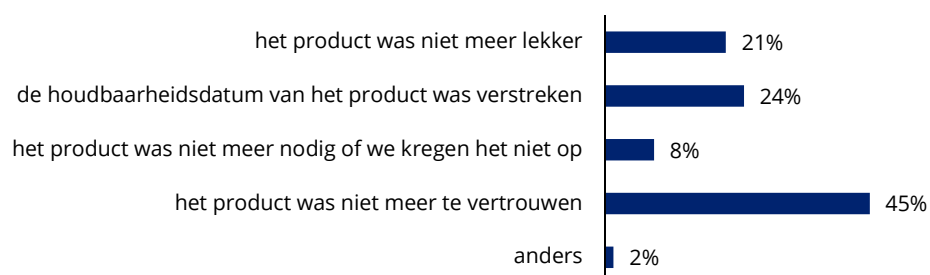 het product was niet meer lekker 21%
de houdbaarheidsdatum van het product was verstreken 24%
het product was niet meer nodig of we kregen het niet op 8%
het product was niet meer te vertrouwen 45%
anders 2%